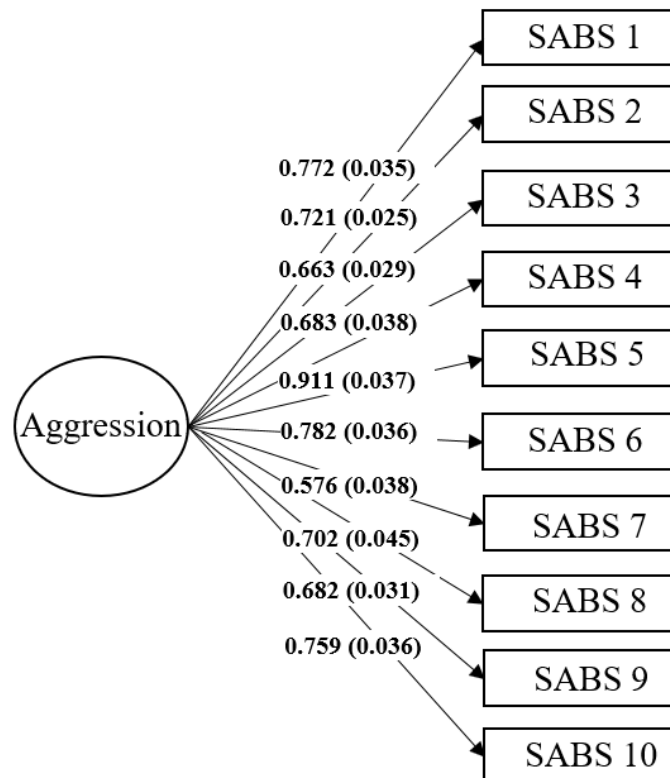 SABS 1
SABS 2
0.772 (0.035)
SABS 3
0.721 (0.025)
0.663 (0.029)
SABS 4
0.683 (0.038)
SABS 5
0.911 (0.037)
Aggression
0.782 (0.036)
SABS 6
0.576 (0.038)
SABS 7
0.702 (0.045)
0.682 (0.031)
SABS 8
0.759 (0.036)
SABS 9
SABS 10